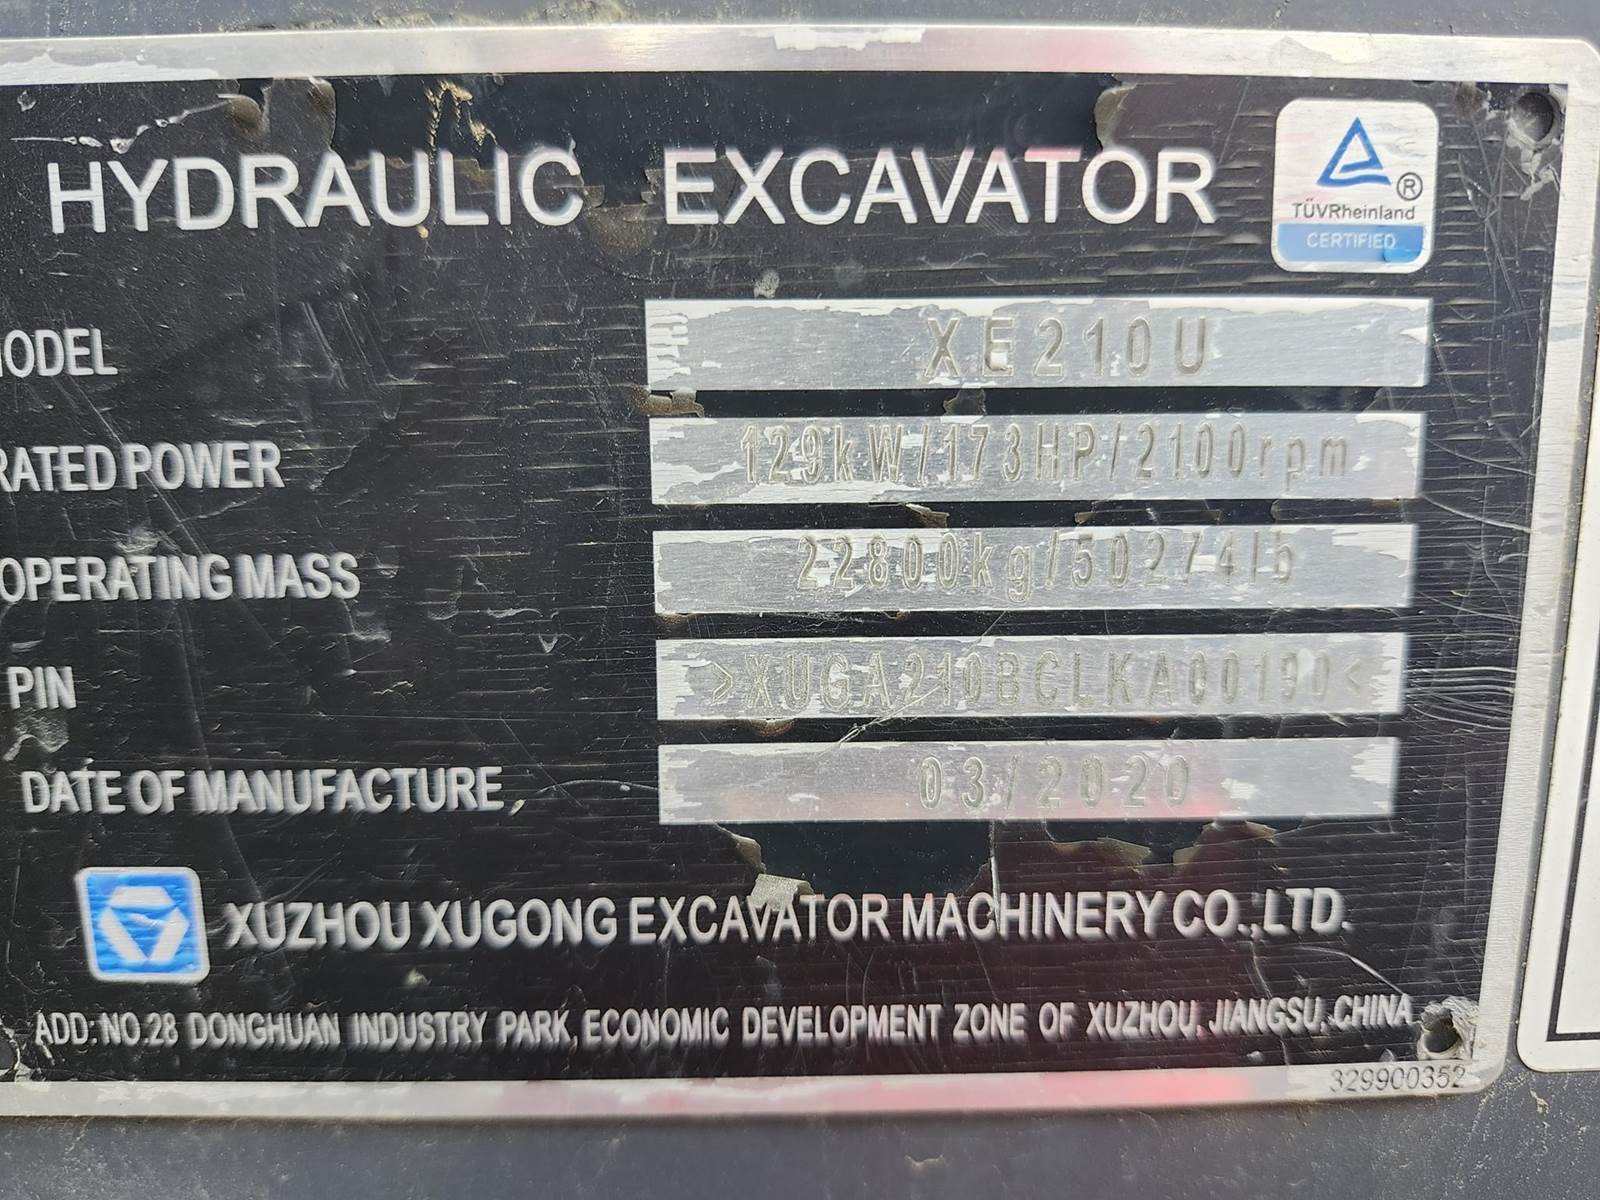 HYDRAULIC EXCAVATOR
®
TÜVRheinland
CERTIFIED
MODEL XE210U
RATED POWER 129kW/173HP/2100rpm
OPERATING MASS 22800kg/50274lb
PIN >XUGA210BCLKA00190<
DATE OF MANUFACTURE 03/2020
XUZHOU XUGONG EXCAVATOR MACHINERY CO.,LTD.
ADD: NO.28 DONGHUAN INDUSTRY PARK, ECONOMIC DEVELOPMENT ZONE OF XUZHOU, JIANGSU, CHINA
329900352